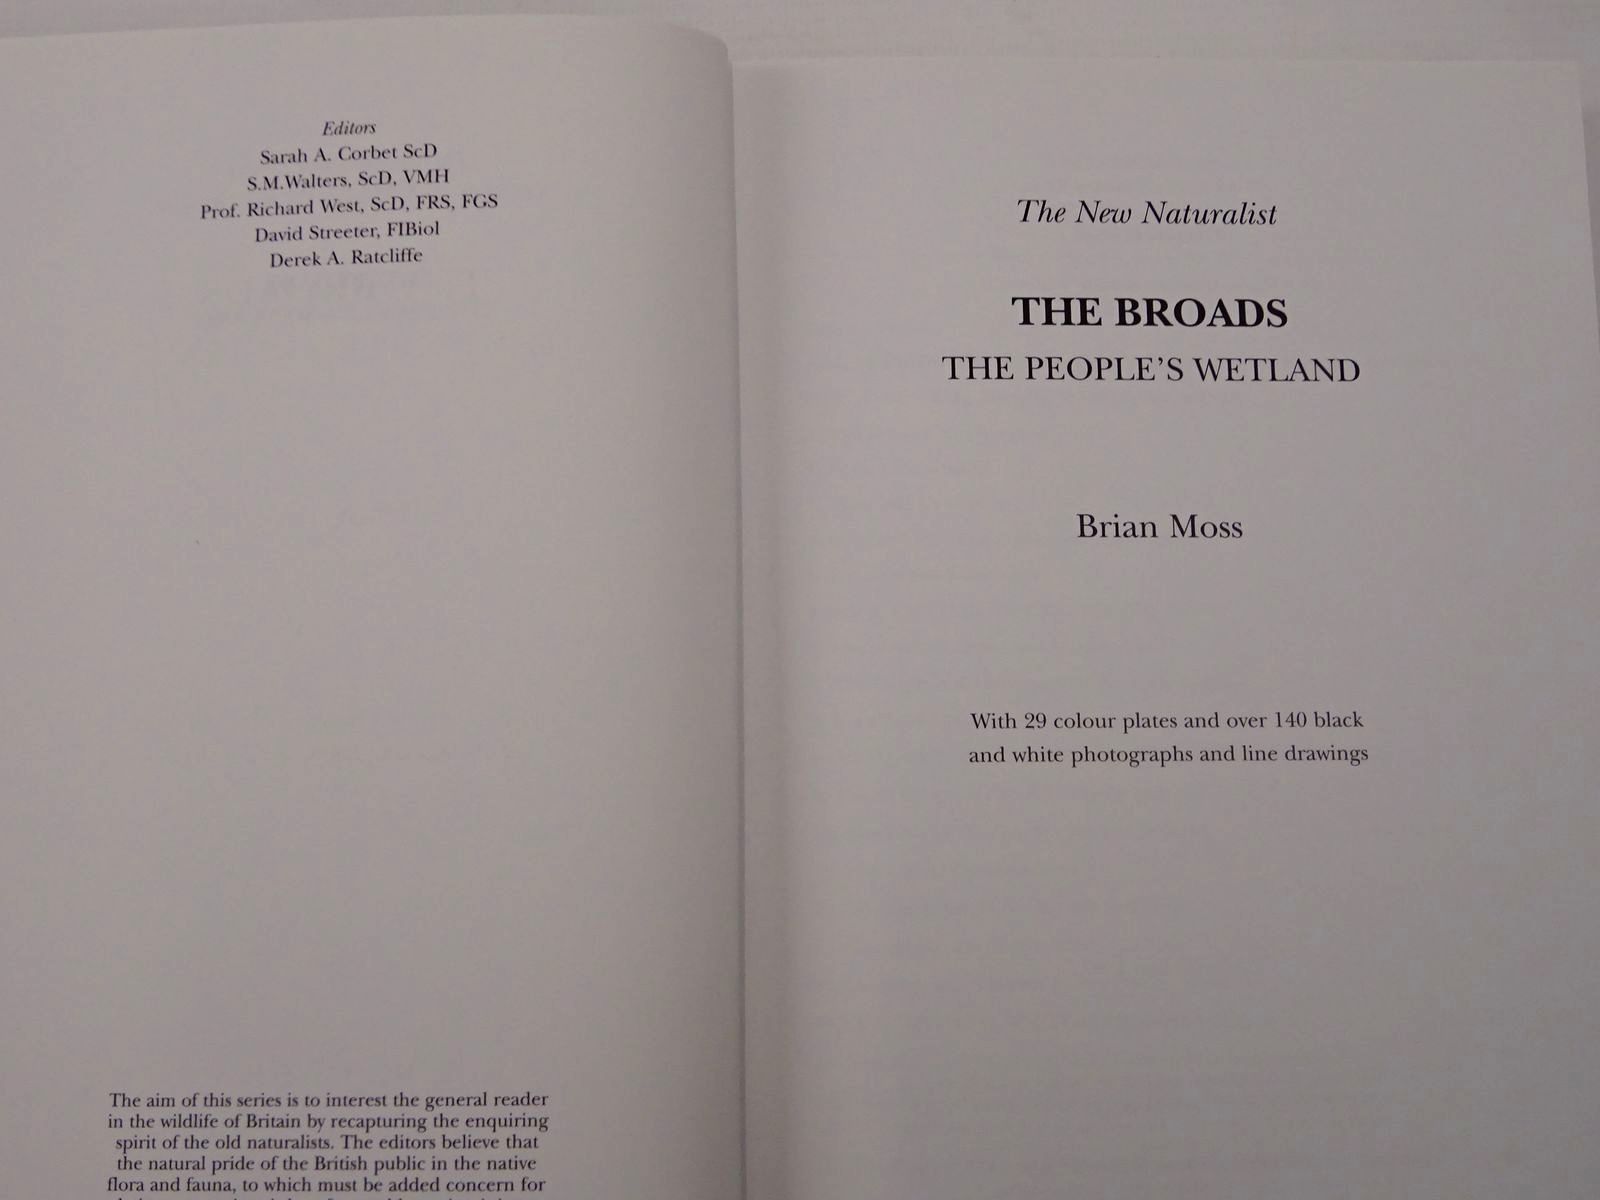 Editors
Sarah A. Corbet ScD
S.M.Walters, ScD, VMH
Prof. Richard West, ScD, FRS, FGS
David Streeter, FIBiol
Derek A. Ratcliffe
The aim of this series is to interest the general reader
in the wildlife of Britain by recapturing the enquiring
spirit of the old naturalists. The editors believe that
the natural pride of the British public in the native
flora and fauna, to which must be added concern for
The New Naturalist
THE BROADS
THE PEOPLE'S WETLAND
Brian Moss
With 29 colour plates and over 140 black
and white photographs and line drawings